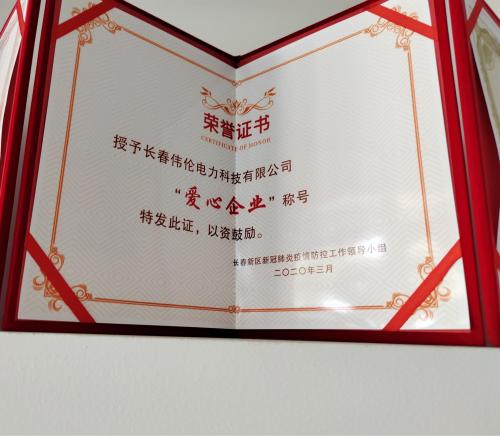 荣誉证书
CERTIFICATE OF HONOR
授予长春伟伦电力科技有限公司
“爱心企业”称号
特发此证，以资鼓励。
长春新区新冠肺炎疫情防控工作领导小组
二〇二〇年三月